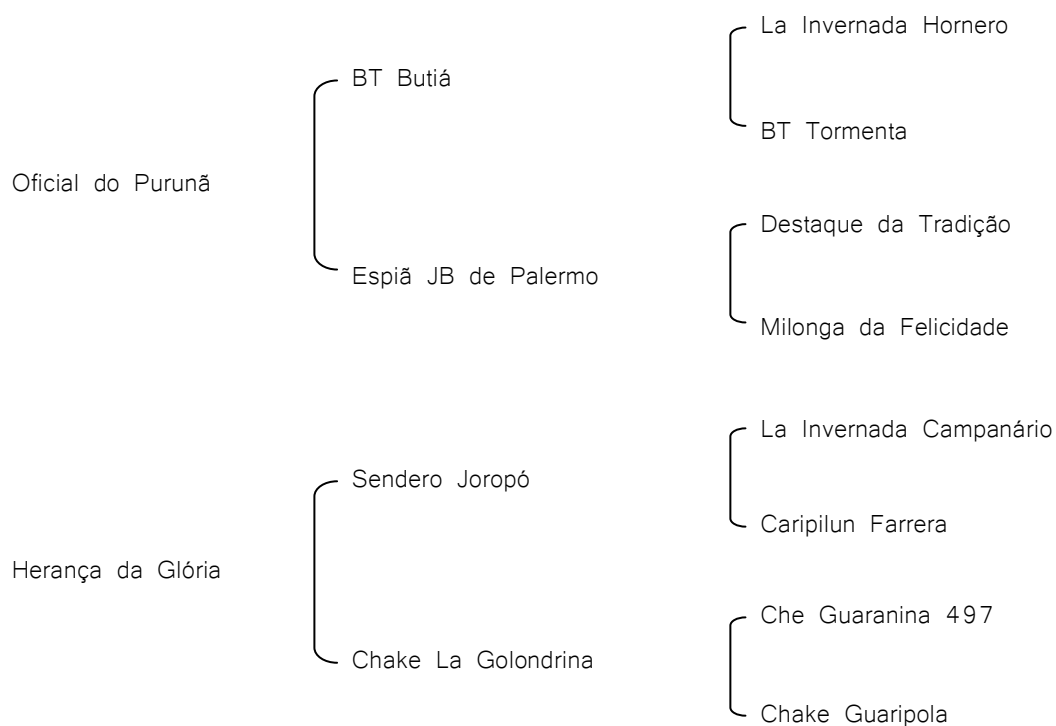 La Invernada Hornero
BT Butiá
BT Tormenta
Oficial do Purunã
Destaque da Tradição
Espiã JB de Palermo
Milonga da Felicidade
La Invernada Campanário
Sendero Joropó
Caripilun Farrera
Herança da Glória
Che Guaranina 497
Chake La Golondrina
Chake Guaripola